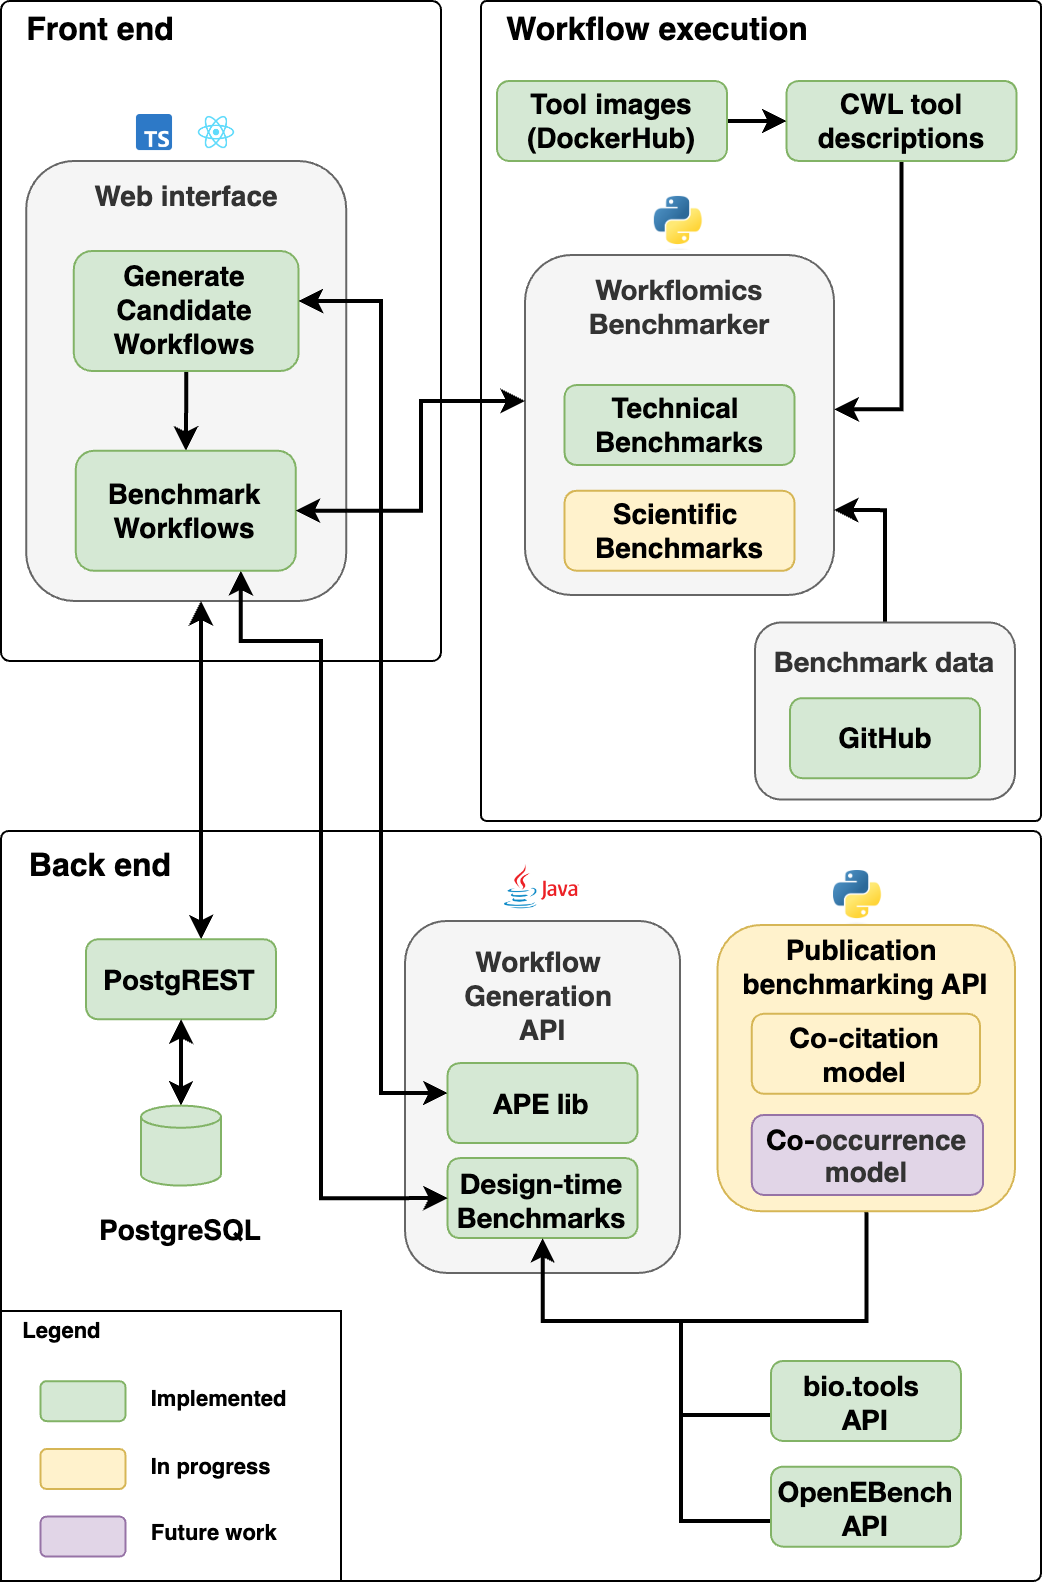 Front end
TS
Web interface
Generate
Candidate
Workflows
Benchmark
Workflows
Workflow execution
Tool images
(DockerHub)
CWL tool
descriptions
Workflomics
Benchmarker
Technical
Benchmarks
Scientific
Benchmarks
Benchmark data
GitHub
Back end
PostgREST
PostgreSQL
Java
Workflow
Generation
API
APE lib
Design-time
Benchmarks
Publication
benchmarking API
Co-citation
model
Co-occurrence
model
bio.tools
API
OpenEBench
API
Legend
Implemented
In progress
Future work